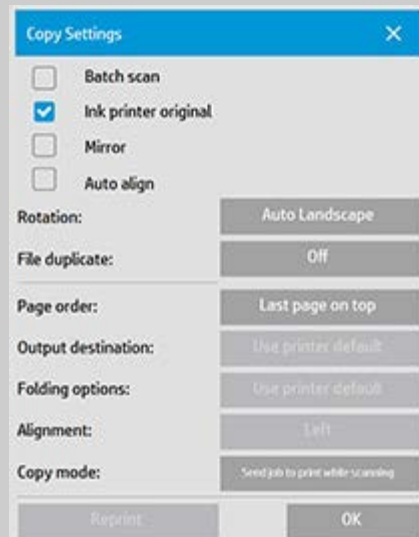 Copy Settings
Batch scan
Ink printer original
Mirror
Auto align
Rotation: Auto Landscape
File duplicate: Off
Page order: Last page on top
Output destination: Use printer default
Folding options: Use printer default
Alignment: Left
Copy mode: Send job to print while scanning
Reprint OK